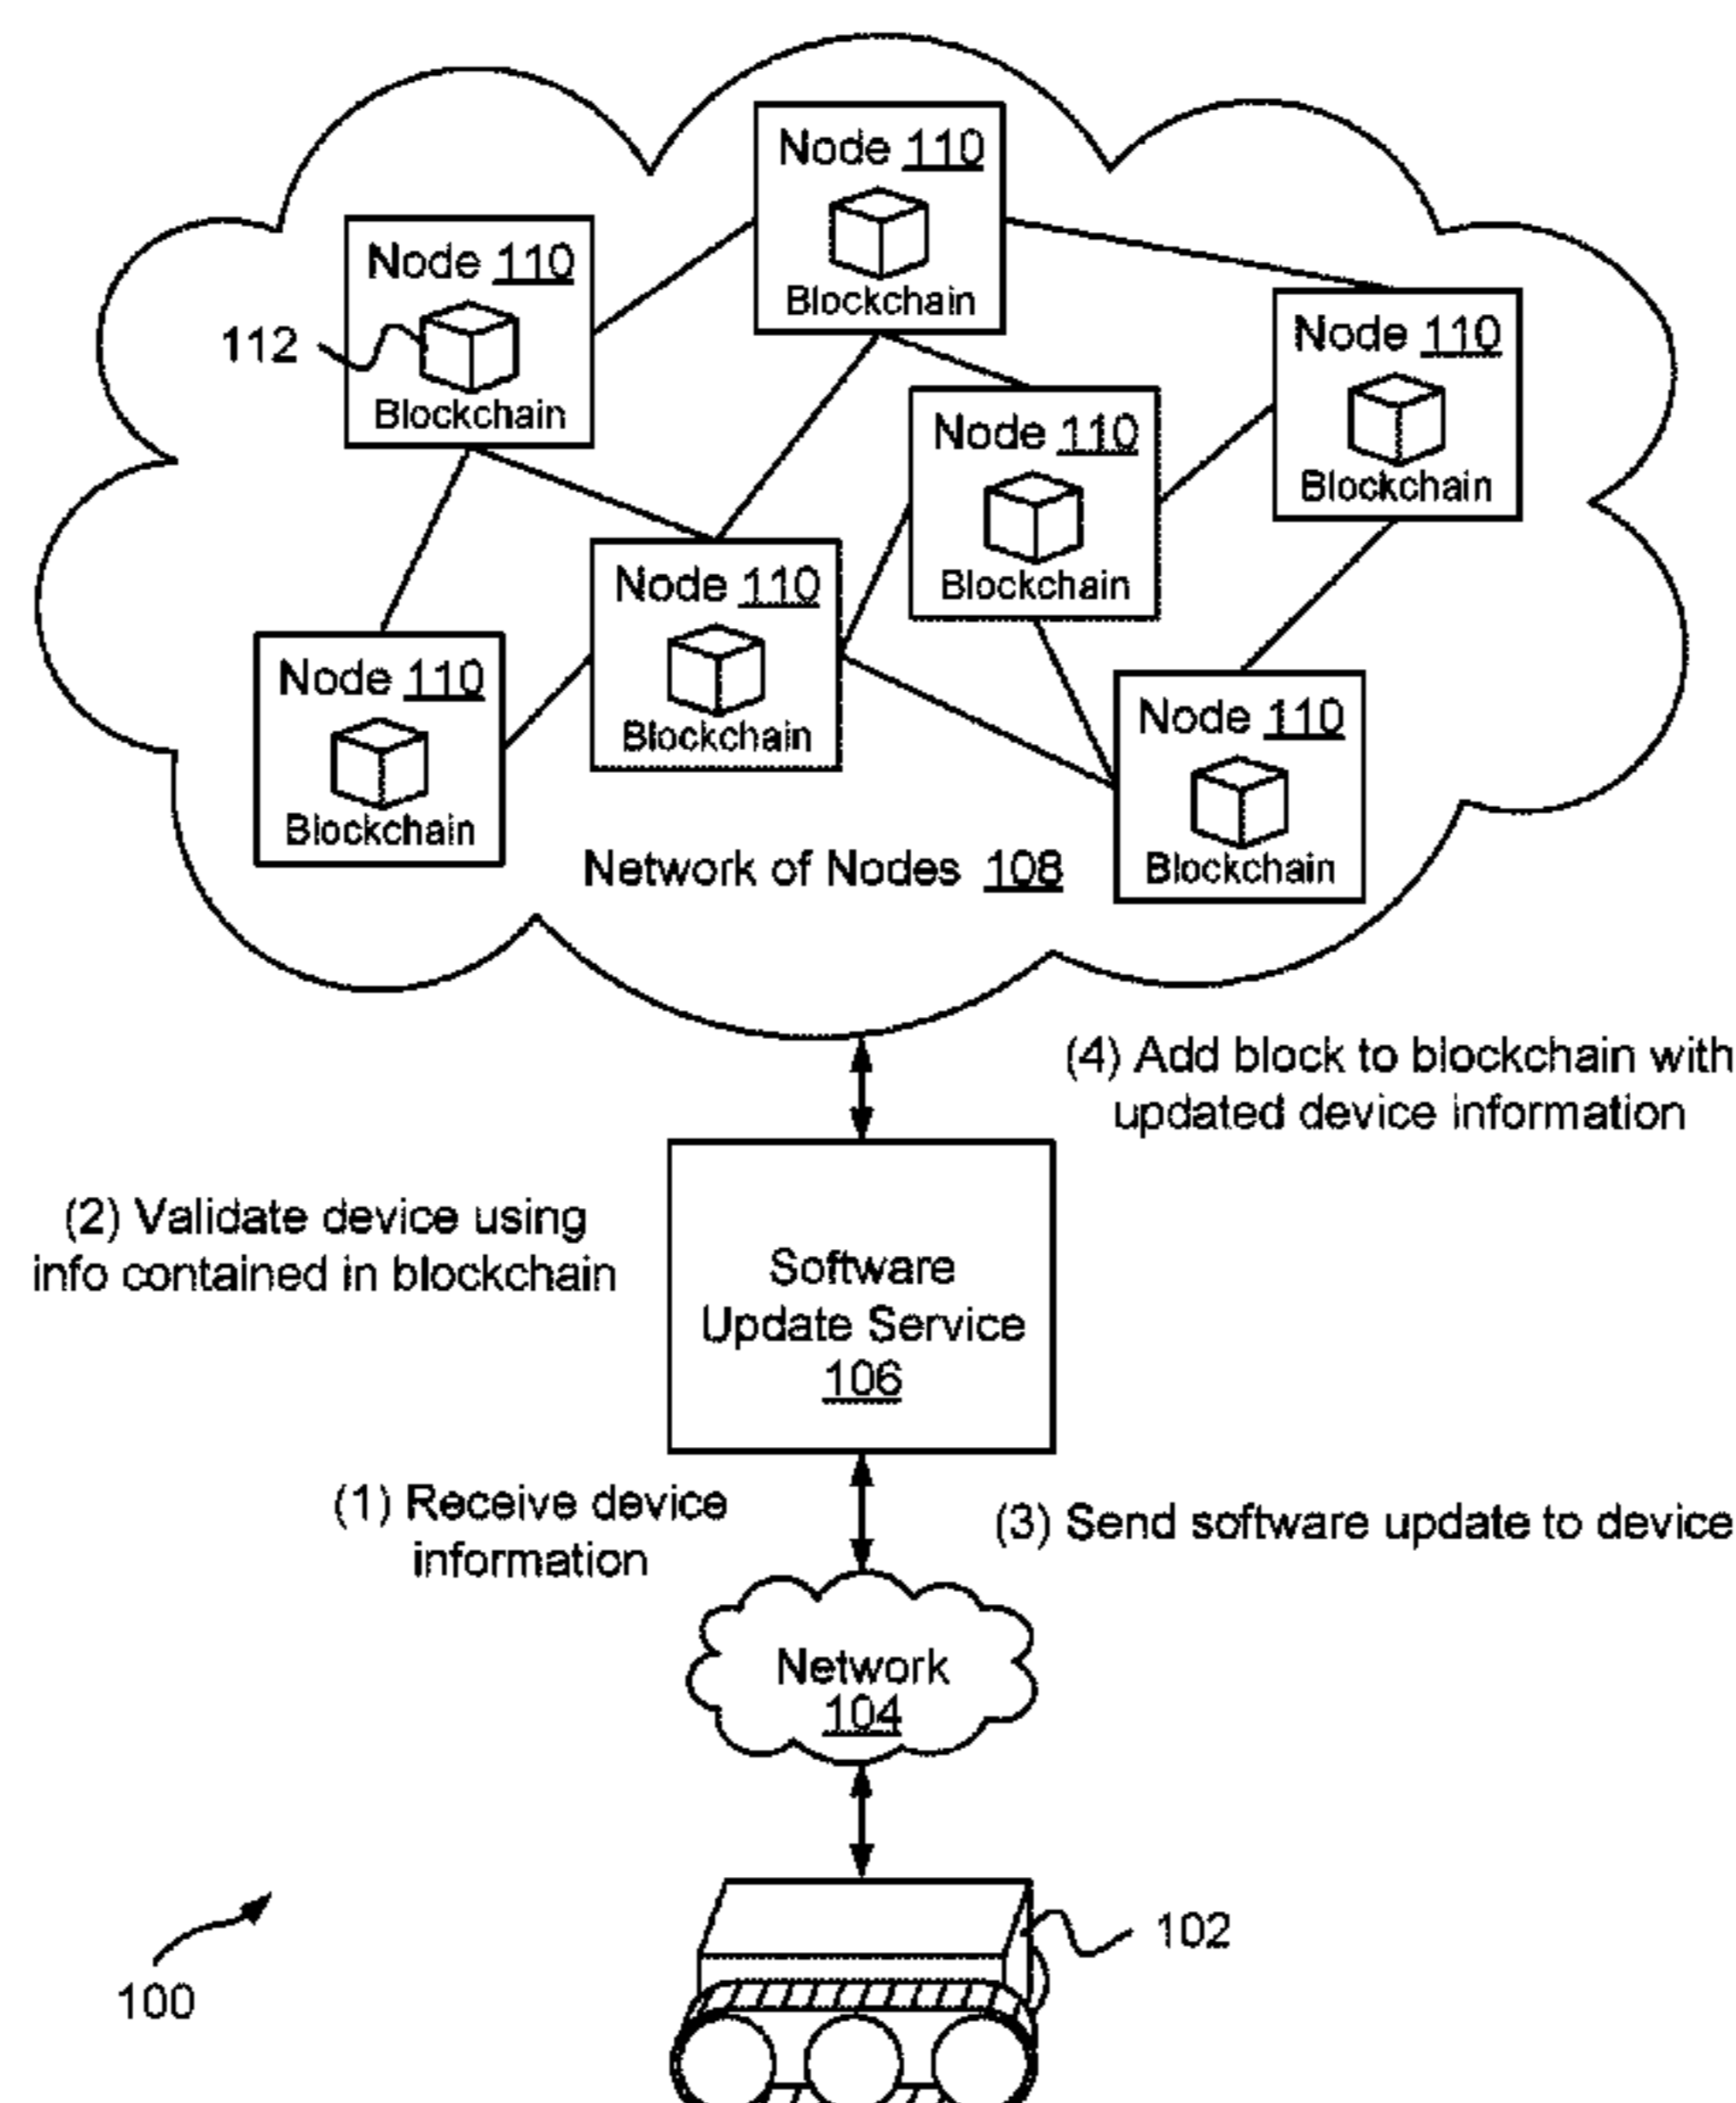 Node 110
Blockchain
Node 110
112
Blockchain
Node 110
Blockchain
Node 110
Blockchain
Node 110
Blockchain
Node 110
Blockchain
Node 110
Blockchain
Network of Nodes 108
(4) Add block to blockchain with
updated device information
(2) Validate device using
info contained in blockchain
Software
Update Service
106
(1) Receive device
information
(3) Send software update to device
Network
104
102
100